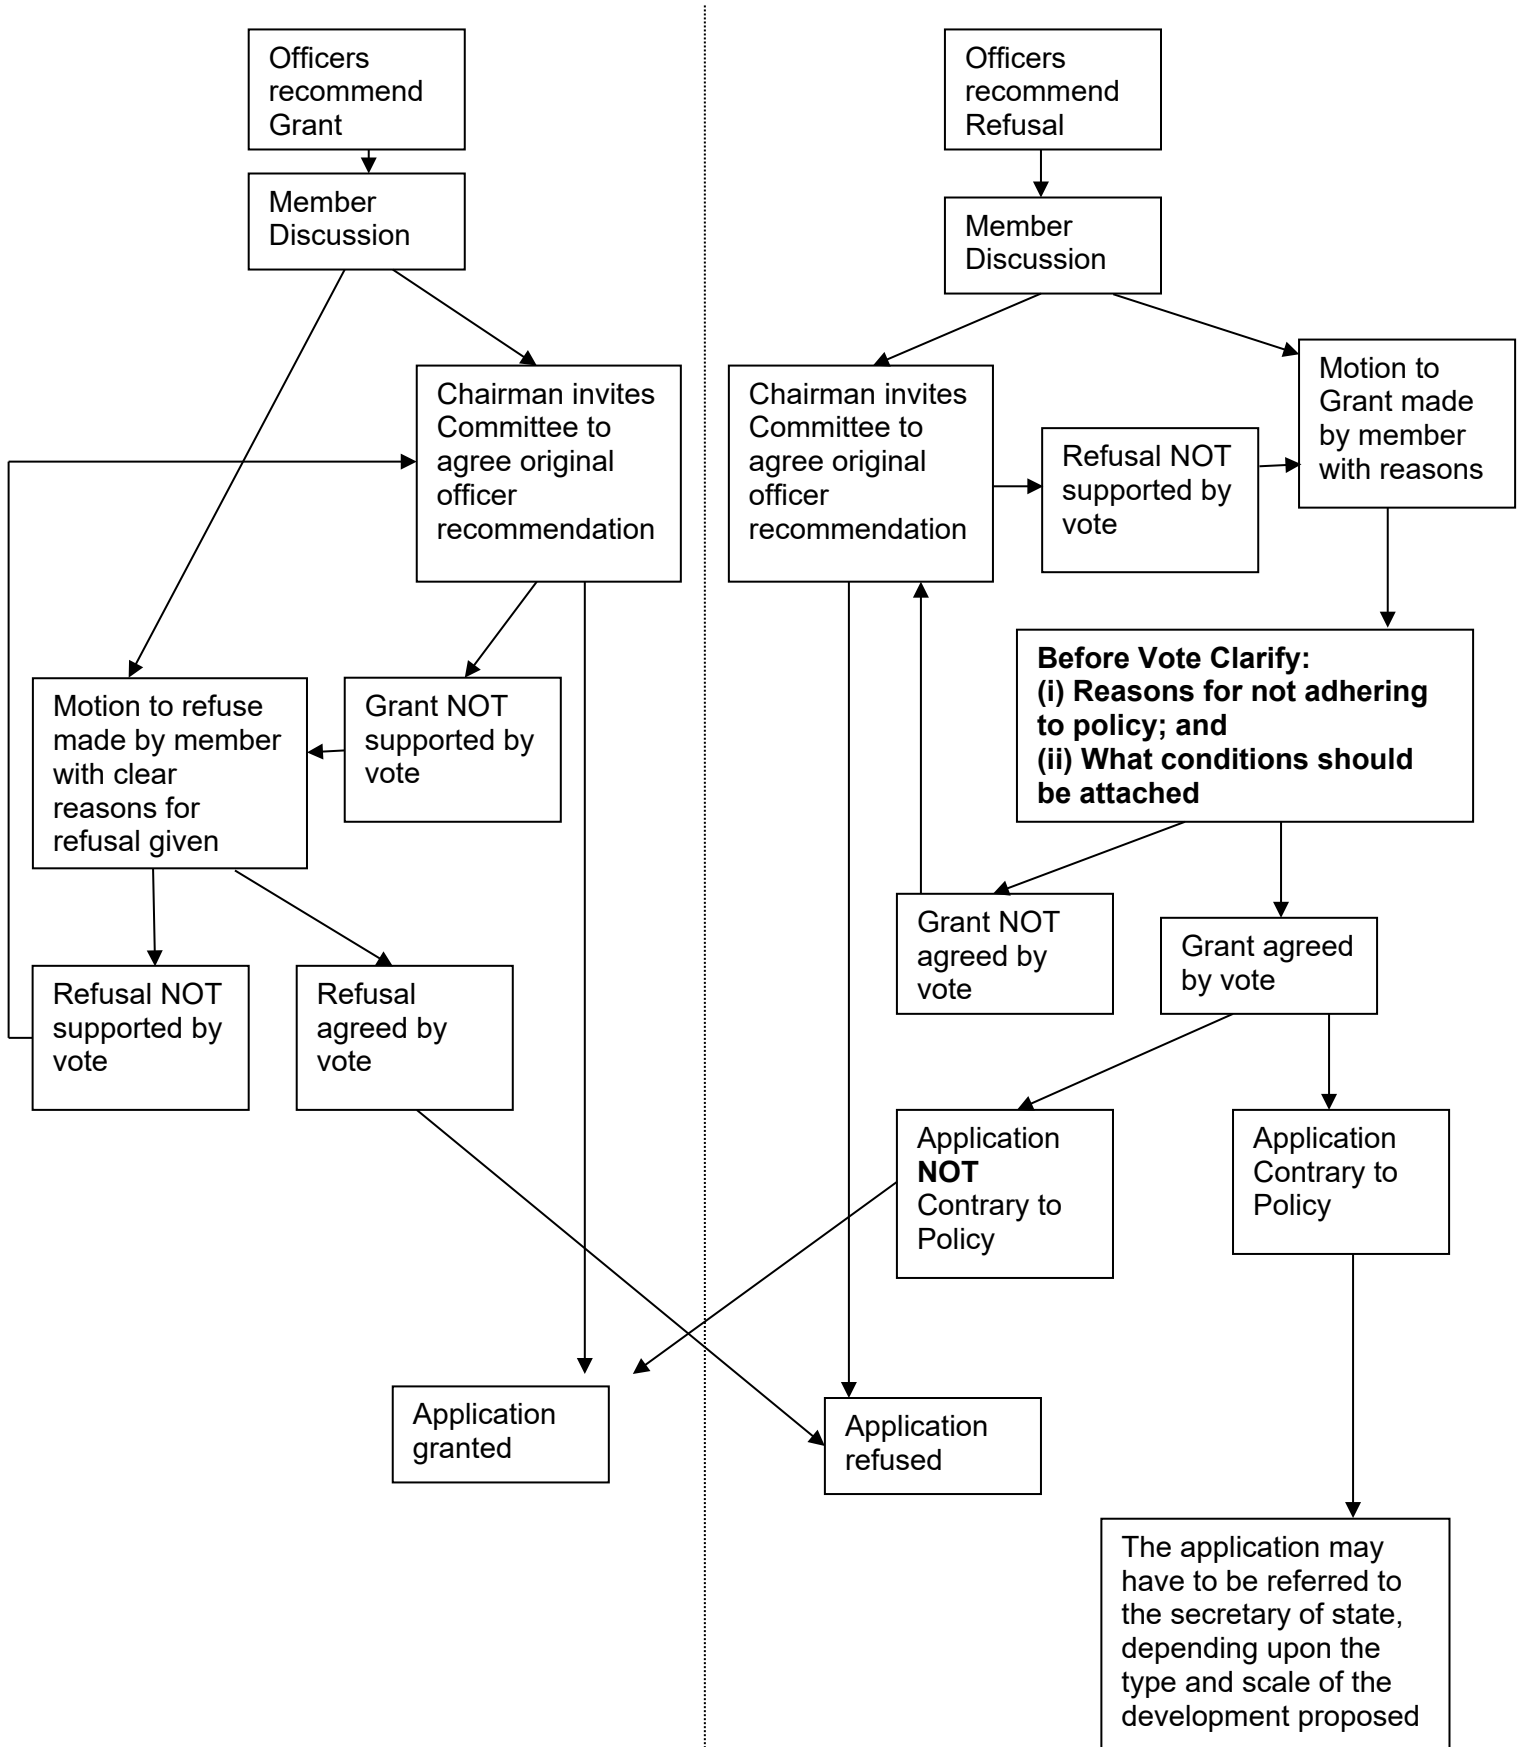 Officers
recommend
Grant
Member
Discussion
Chairman invites
Committee to
agree original
officer
recommendation
Motion to refuse
made by member
with clear
reasons for
refusal given
Grant NOT
supported by
vote
Refusal NOT
supported by
vote
Refusal
agreed by
vote
Application
granted
Officers
recommend
Refusal
Member
Discussion
Chairman invites
Committee to
agree original
officer
recommendation
Refusal NOT
supported by
vote
Motion to
Grant made
by member
with reasons
Before Vote Clarify:
(i) Reasons for not adhering
to policy; and
(ii) What conditions should
be attached
Grant NOT
agreed by
vote
Grant agreed
by vote
Application
NOT
Contrary to
Policy
Application
Contrary to
Policy
Application
refused
The application may
have to be referred to
the secretary of state,
depending upon the
type and scale of the
development proposed